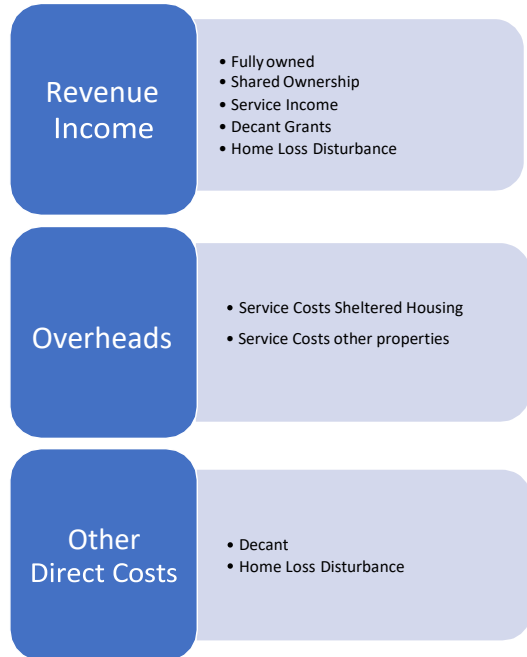 Revenue
Income
• Fully owned
• Shared Ownership
• Service Income
• Decant Grants
• Home Loss Disturbance
Overheads
• Service Costs Sheltered Housing
• Service Costs other properties
Other
Direct Costs
• Decant
• Home Loss Disturbance